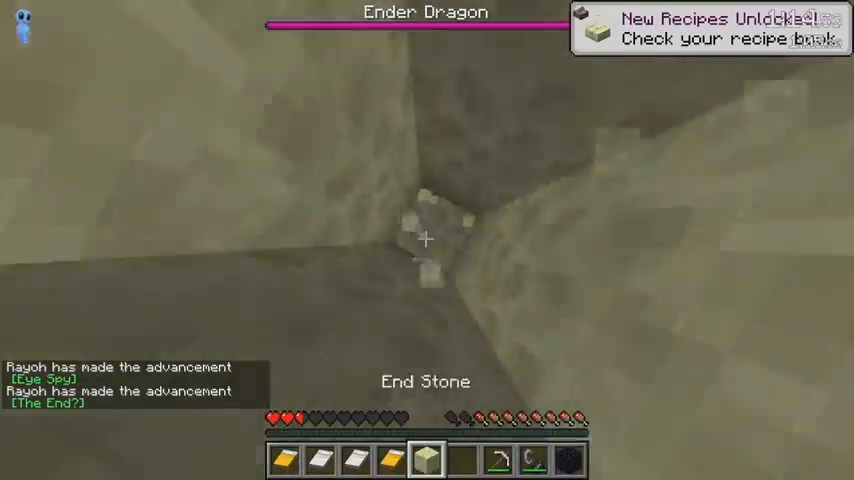 Ender Dragon
New Recipes Unlocked!
Check your recipe book
Rayoh has made the advancement
[Eye Spy]
Rayoh has made the advancement
[The End?]
End Stone